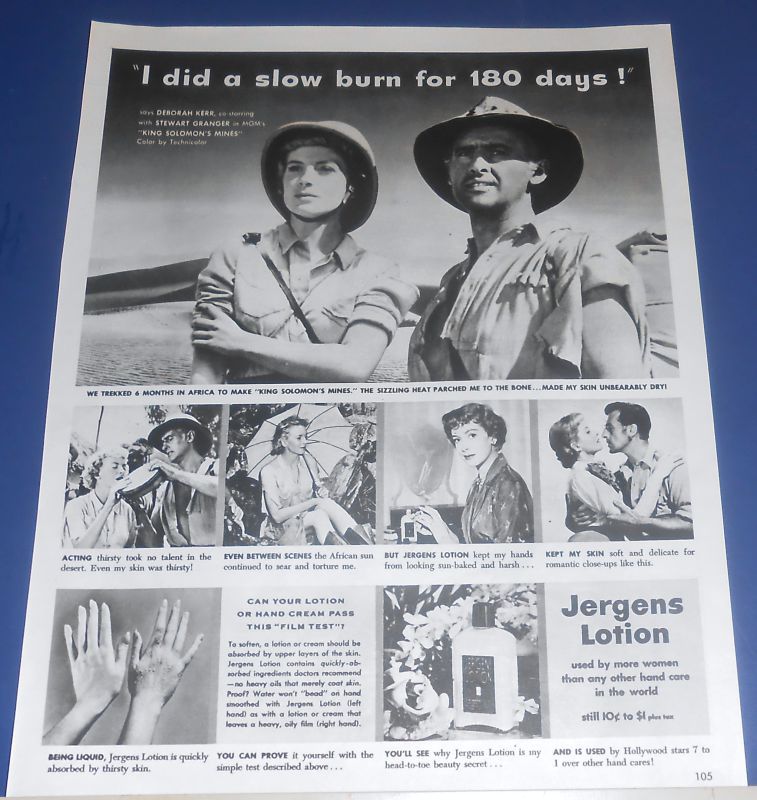 "I did a slow burn for 180 days!"
says DEBORAH KERR, co-starring
with STEWART GRANGER in MGM's
"KING SOLOMON'S MINES"
Color by Technicolor
WE TREKKED 6 MONTHS IN AFRICA TO MAKE "KING SOLOMON'S MINES." THE SIZZLING HEAT PARCHED ME TO THE BONE...MADE MY SKIN UNBEARABLY DRY!
ACTING thirsty took no talent in the
desert. Even my skin was thirsty!
EVEN BETWEEN SCENES the African sun
continued to sear and torture me.
BUT JERGENS LOTION kept my hands
from looking sun-baked and harsh...
KEPT MY SKIN soft and delicate for
romantic close-ups like this.
CAN YOUR LOTION
OR HAND CREAM PASS
THIS "FILM TEST"?
To soften, a lotion or cream should be
absorbed by upper layers of the skin.
Jergens Lotion contains quickly-ab-
sorbed ingredients doctors recommend
—no heavy oils that merely coat skin.
Proof? Water won't "bead" on hand
smoothed with Jergens Lotion (left
hand) as with a lotion or cream that
leaves a heavy, oily film (right hand).
JERGENS
LOTION
Jergens
Lotion
used by more women
than any other hand care
in the world
still 10¢ to $1 plus tax
BEING LIQUID, Jergens Lotion is quickly
absorbed by thirsty skin.
YOU CAN PROVE it yourself with the
simple test described above...
YOU'LL SEE why Jergens Lotion is my
head-to-toe beauty secret...
AND IS USED by Hollywood stars 7 to
1 over other hand cares!
105